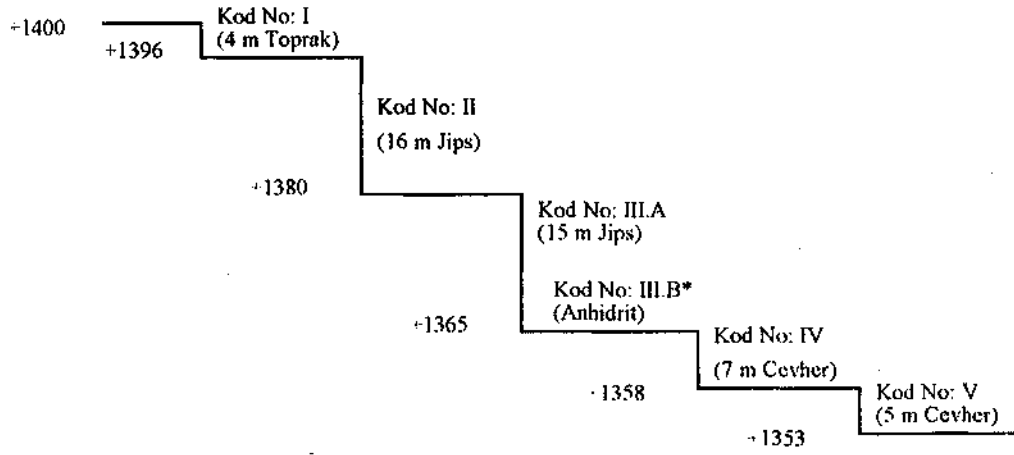 +1400
Kod No: I
(4 m Toprak)
+1396
Kod No: II
(16 m Jips)
+1380
Kod No: III.A
(15 m Jips)
Kod No: III.B*
(Anhidrit)
+1365
Kod No: IV
(7 m Cevher)
·1358
Kod No: V
(5 m Cevher)
+1353